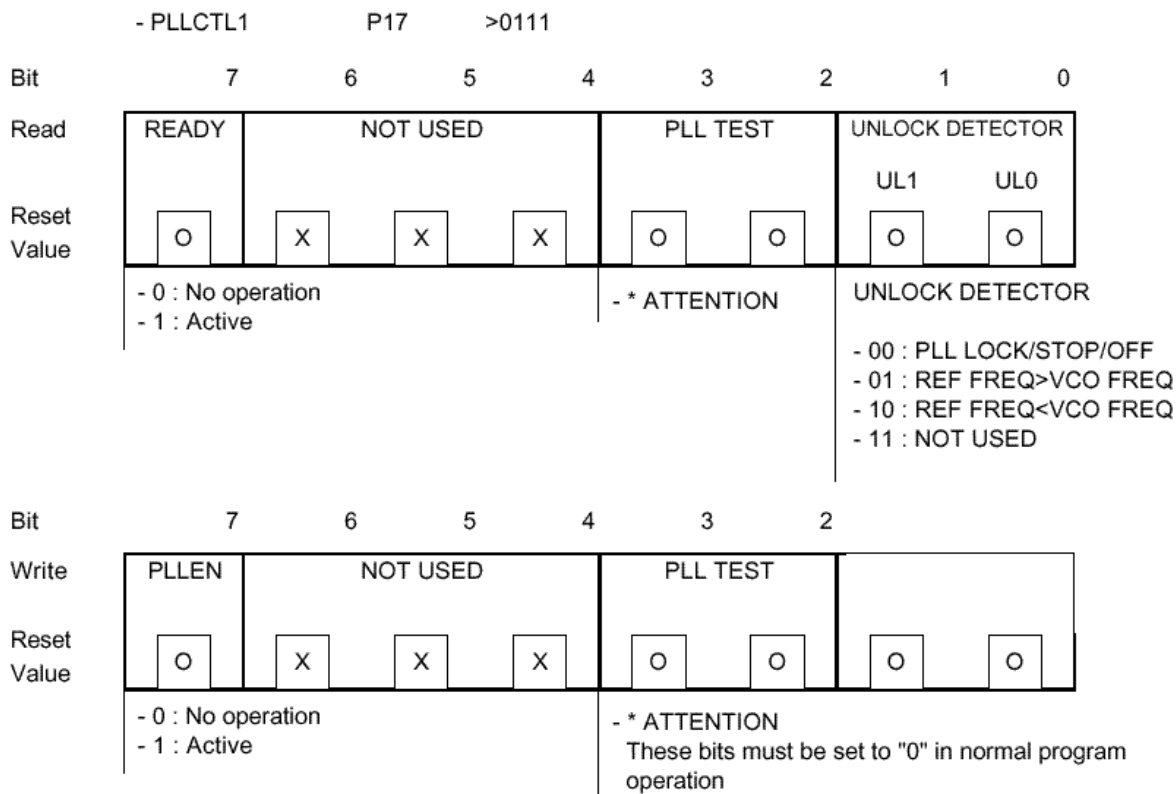 - PLLCTL1 P17 >0111
Bit 7 6 5 4 3 2 1 0
Read READY NOT USED PLL TEST UNLOCK DETECTOR
UL1 UL0
Reset
Value O X X X O O O O
- 0 : No operation
- 1 : Active
- * ATTENTION
UNLOCK DETECTOR
- 00 : PLL LOCK/STOP/OFF
- 01 : REF FREQ>VCO FREQ
- 10 : REF FREQ<VCO FREQ
- 11 : NOT USED
Bit 7 6 5 4 3 2
Write PLLEN NOT USED PLL TEST
Reset
Value O X X X O O O O
- 0 : No operation
- 1 : Active
- * ATTENTION
These bits must be set to "0" in normal program
operation